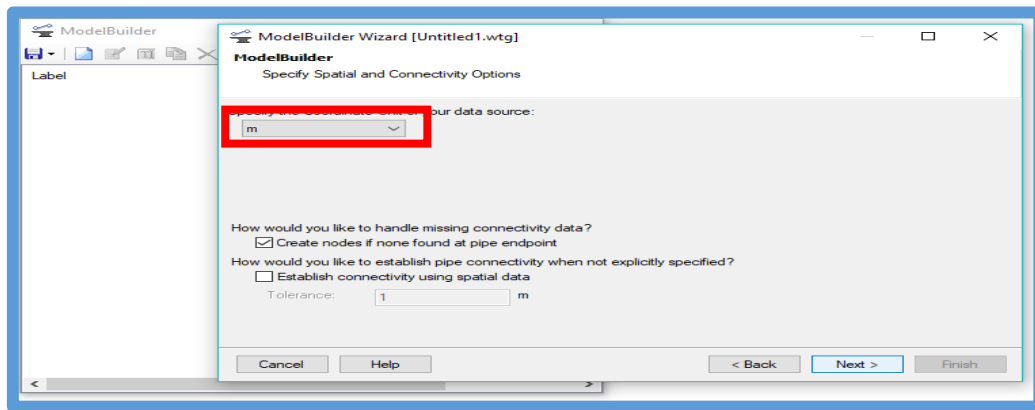 ModelBuilder
Label
ModelBuilder Wizard [Untitled1.wtg]
ModelBuilder
Specify Spatial and Connectivity Options
your data source:
m
How would you like to handle missing connectivity data?
Create nodes if none found at pipe endpoint
How would you like to establish pipe connectivity when not explicitly specified?
Establish connectivity using spatial data
Tolerance: 1 m
Cancel Help < Back Next > Finish